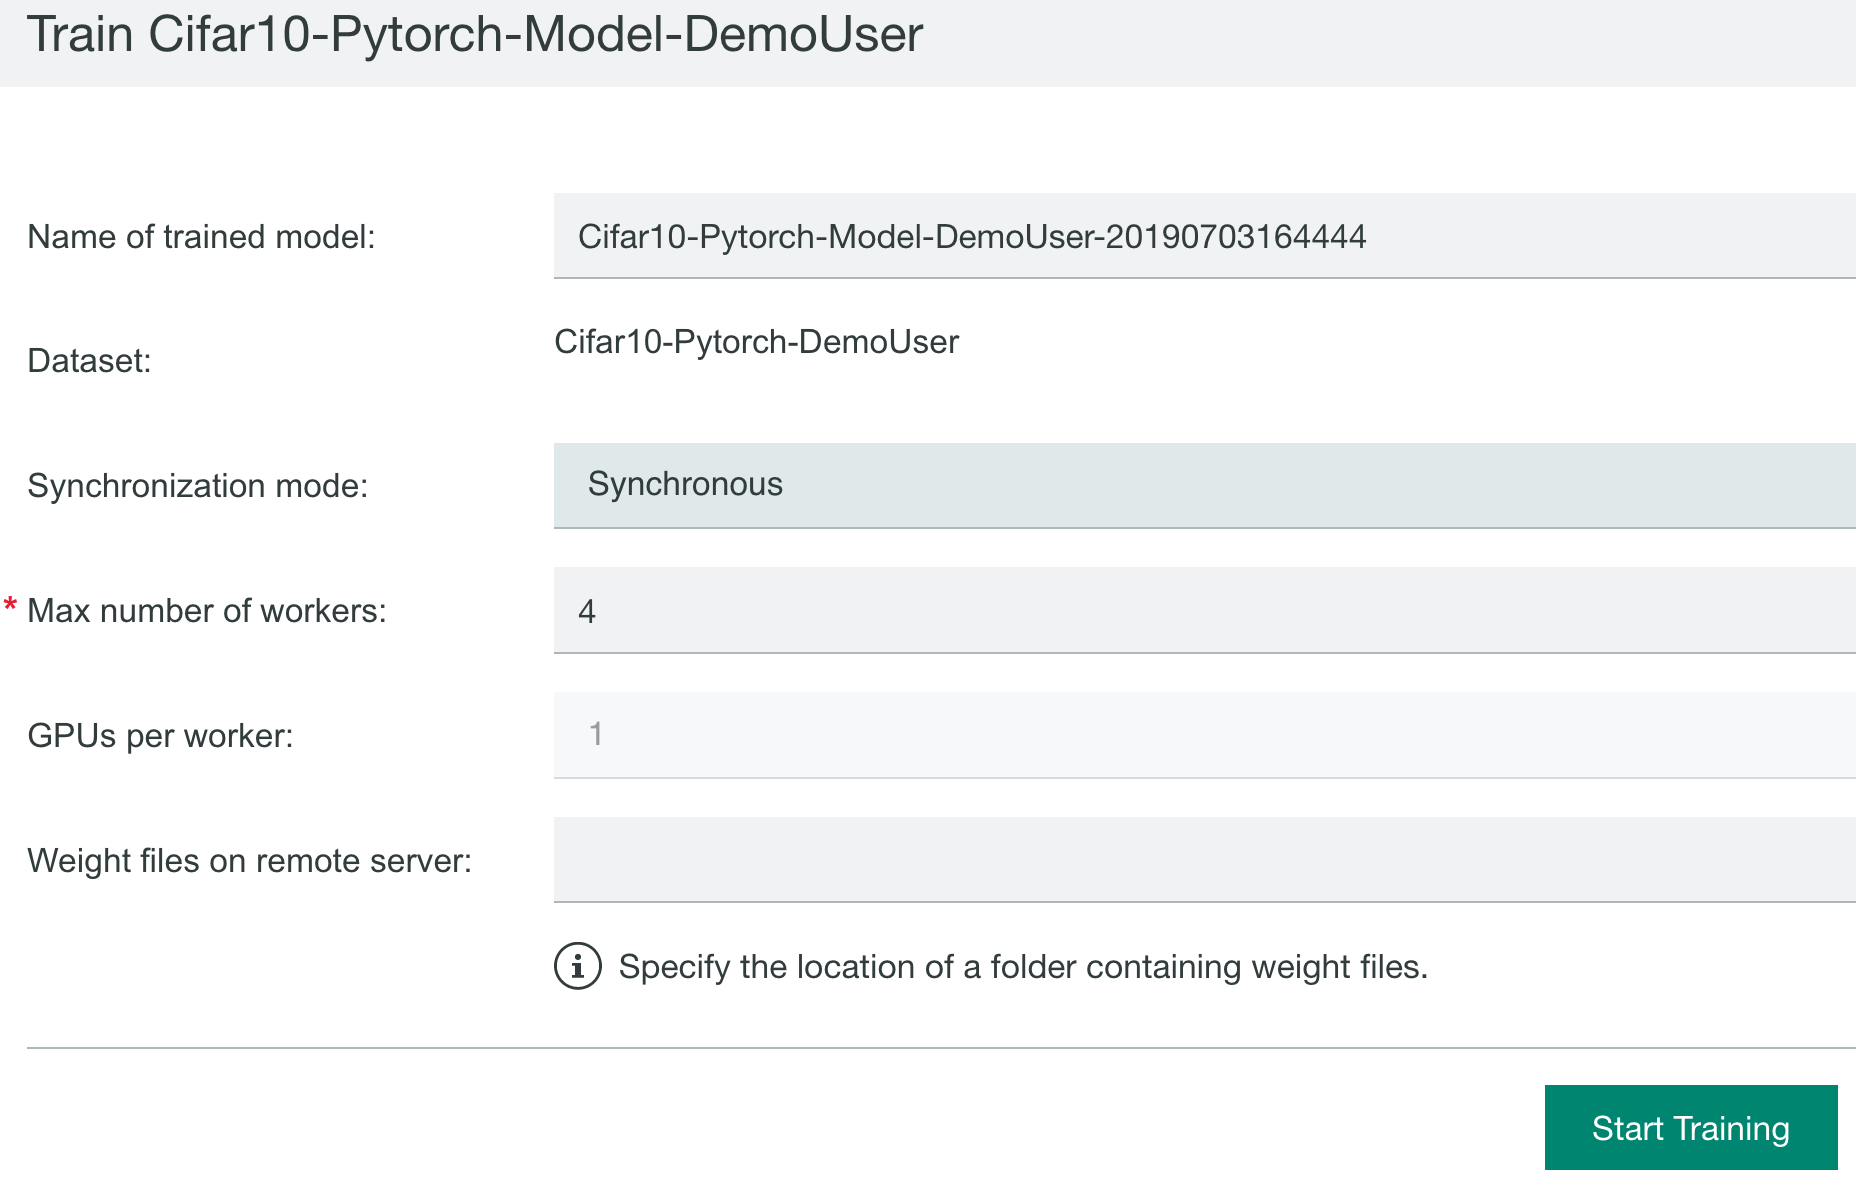 Train Cifar10-Pytorch-Model-DemoUser
Name of trained model: Cifar10-Pytorch-Model-DemoUser-20190703164444
Dataset: Cifar10-Pytorch-DemoUser
Synchronization mode: Synchronous
* Max number of workers: 4
GPUs per worker: 1
Weight files on remote server:
Specify the location of a folder containing weight files.
Start Training